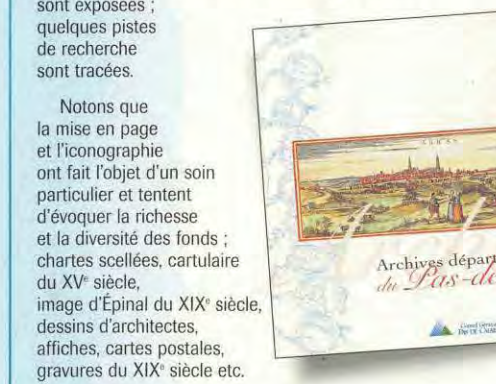 sont exposées ;
quelques pistes
de recherche
sont tracées.
Notons que
la mise en page
et l'iconographie
ont fait l'objet d'un soin
particulier et tentent
d'évoquer la richesse
et la diversité des fonds ;
chartes scellées, cartulaire
du XVᵉ siècle,
image d'Épinal du XIXᵉ siècle,
dessins d'architectes,
affiches, cartes postales,
gravures du XIXᵉ siècle etc.
Archives départ
du Pas-de